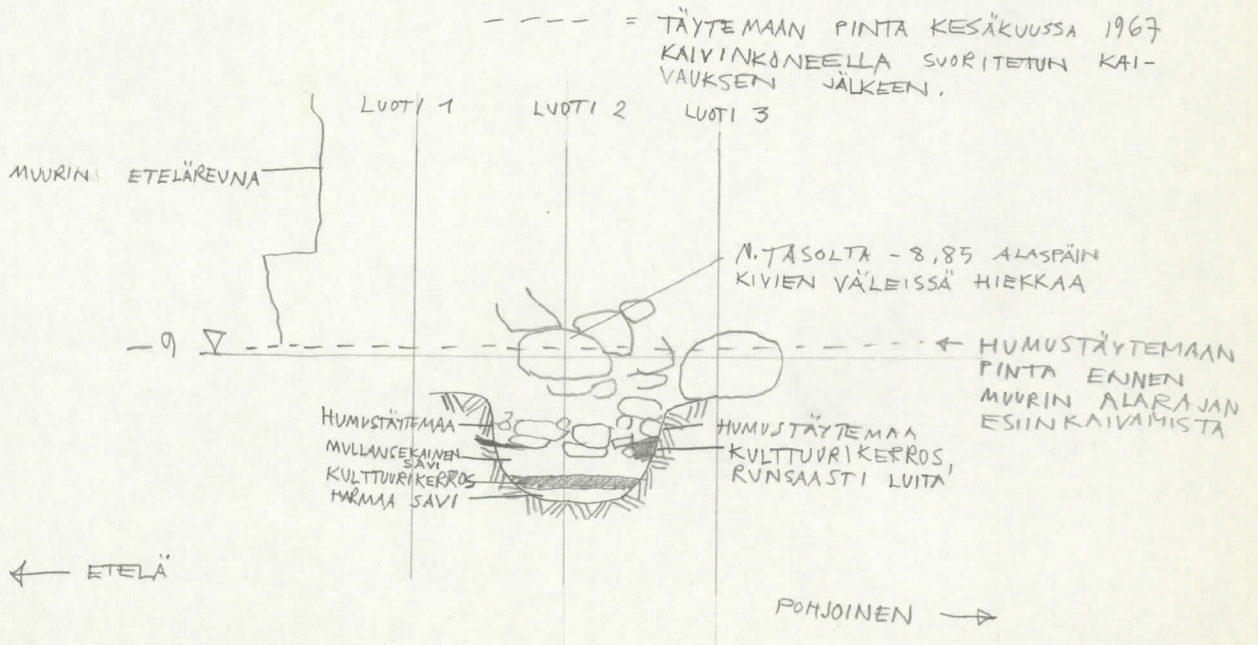 – – – – = TÄYTEMAAN PINTA KESÄKUUSSA 1967
KAIVINKONEELLA SUORITETUN KAI-
VAUKSEN JÄLKEEN.
LUOTI 1
LUOTI 2
LUOTI 3
MUURIN ETELÄREUNA
N. TASOLTA - 8,85 ALASPÄIN
KIVIEN VÄLEISSÄ HIEKKAA
- 9
← HUMUSTÄYTEMAAN
PINTA ENNEN
MUURIN ALARAJAN
ESIINKAIVAMISTA
HUMUSTÄYTEMAA
MULLANSEKAINEN
SAVI
KULTTUURIKERROS
HARMAA SAVI
HUMUSTÄYTEMAA
KULTTUURIKERROS,
RUNSAASTI LUITA
← ETELÄ
POHJOINEN →